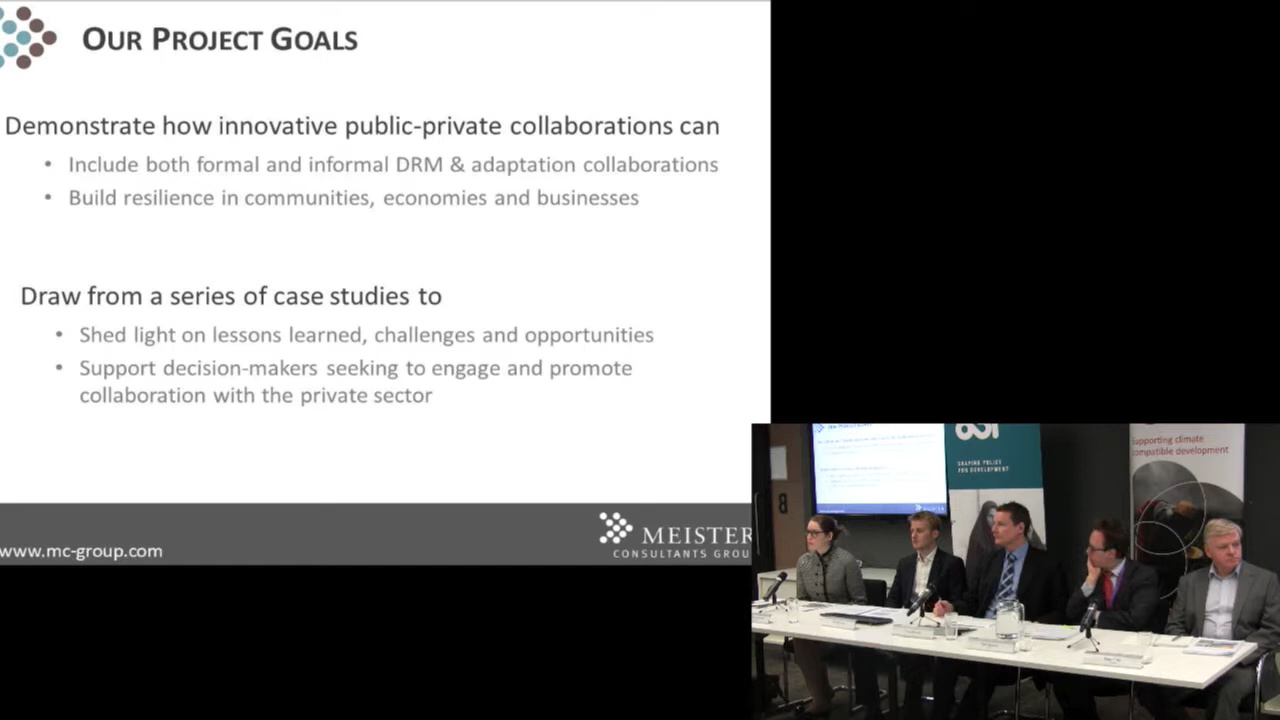 OUR PROJECT GOALS
Demonstrate how innovative public-private collaborations can
• Include both formal and informal DRM & adaptation collaborations
• Build resilience in communities, economies and businesses
Draw from a series of case studies to
• Shed light on lessons learned, challenges and opportunities
• Support decision-makers seeking to engage and promote
collaboration with the private sector
www.mc-group.com
MEISTER
CONSULTANTS GROU
odi
SHAPING POLICY
FOR DEVELOPMENT
supporting climate
compatible development
8